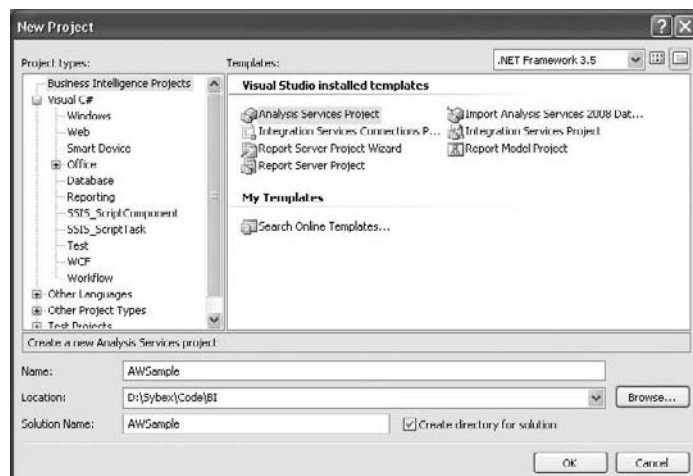 New Project
Project types:
Templates:
.NET Framework 3.5
Business Intelligence Projects
Visual C#
Windows
Web
Smart Device
Office
Database
Reporting
SSIS_ScriptComponent
SSIS_ScriptTask
Test
WCF
Workflow
Other Languages
Other Project Types
Test Projects
Visual Studio installed templates
Analysis Services Project
Import Analysis Services 2008 Dat...
Integration Services Connections P...
Integration Services Project
Report Server Project Wizard
Report Model Project
Report Server Project
My Templates
Search Online Templates...
Create a new Analysis Services project
Name:
AWSample
Location:
D:\Sybex\Code\BI
Browse...
Solution Name:
AWSample
Create directory for solution
OK
Cancel